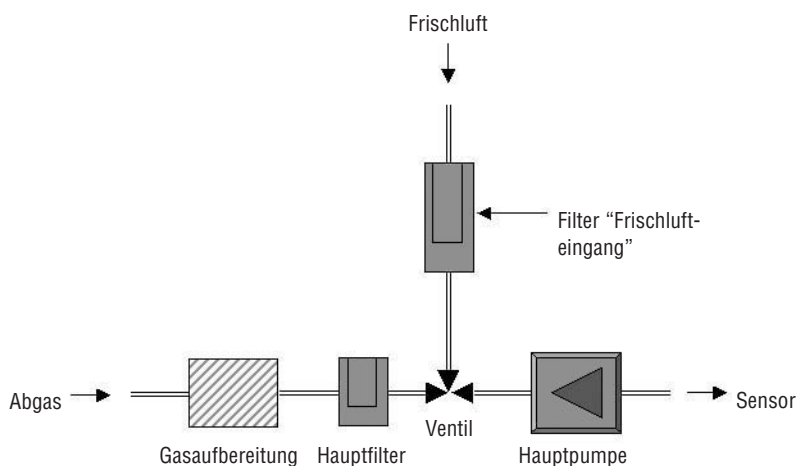 Frischluft
Filter “Frischluft-
eingang”
Abgas
Sensor
Ventil
Gasaufbereitung
Hauptfilter
Hauptpumpe